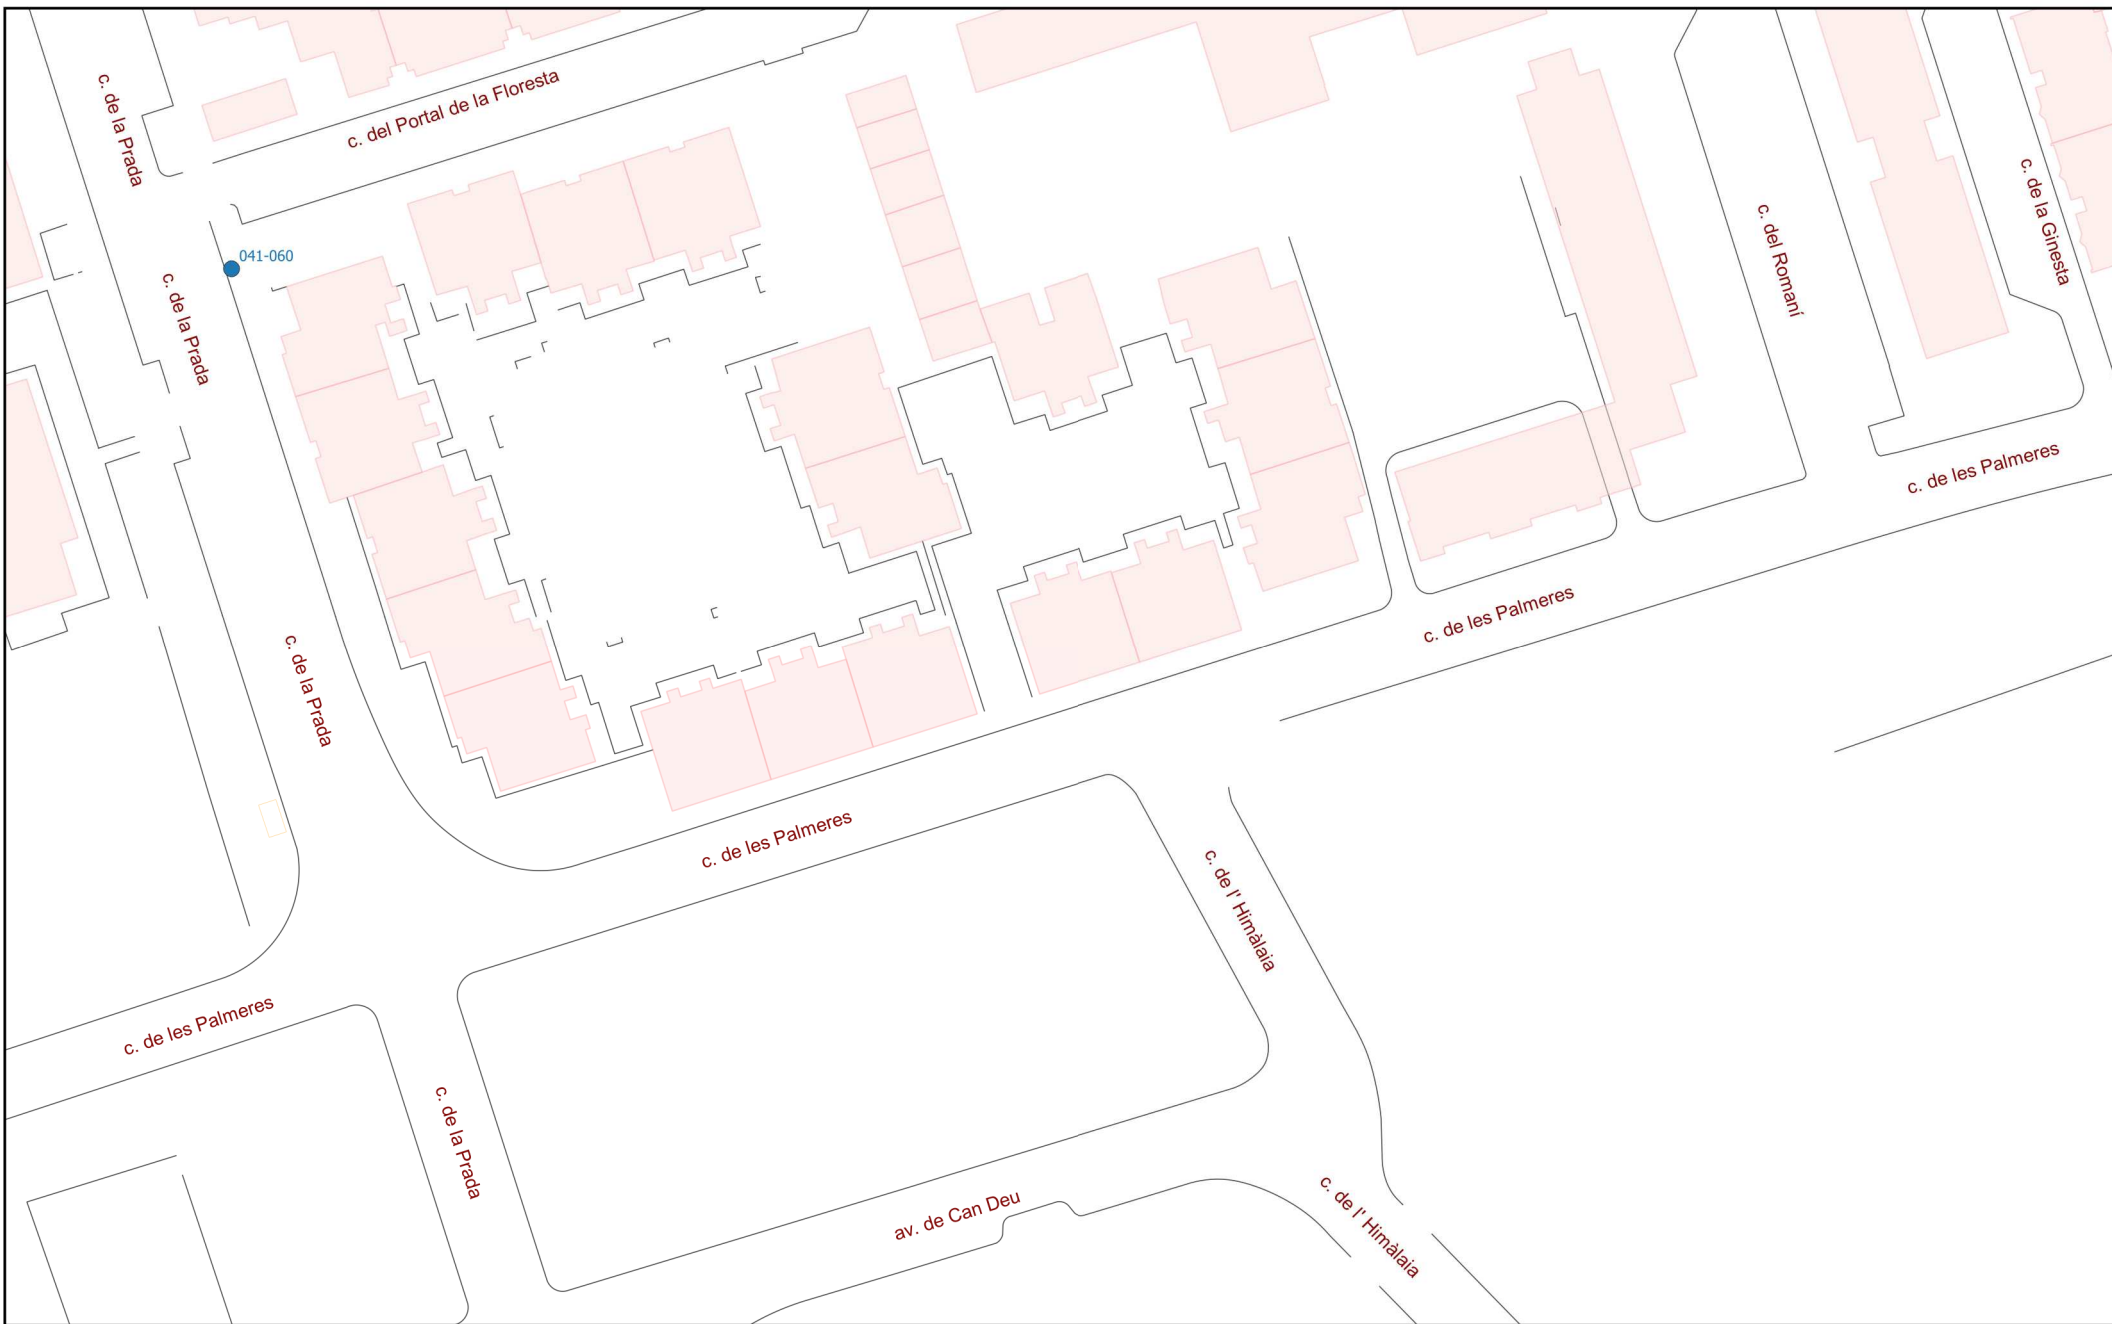 c. de la Prada
c. del Portal de la Floresta
c. de la Ginesta
c. del Romaní
041-060
c. de la Prada
c. de les Palmeres
c. de les Palmeres
c. de la Prada
c. de les Palmeres
c. de l' Himàlaia
c. de les Palmeres
c. de la Prada
av. de Can Deu
c. de l' Himàlaia